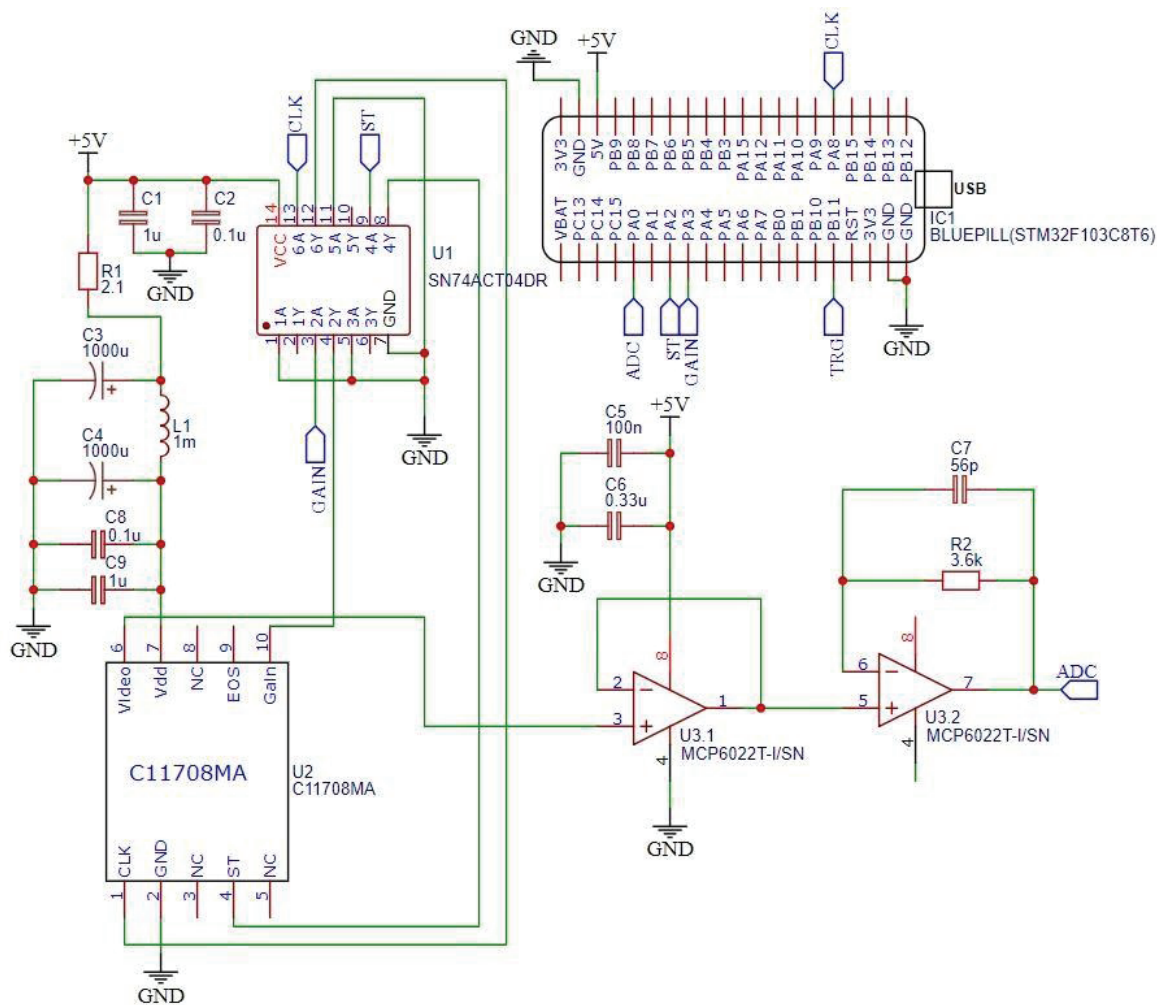 GND
+5V
CLK
3V3
GND
5V
PB9
PB8
PB7
PB6
PB5
PB4
PB3
PA15
PA12
PA11
PA10
PA9
PA8
PB15
PB14
PB13
PB12
VBAT
PC13
PC14
PC15
PA0
PA1
PA2
PA3
PA4
PA5
PA6
PA7
PB0
PB1
PB10
PB11
RST
3V3
GND
GND
USB
IC1
BLUEPILL(STM32F103C8T6)
ADC
ST
GAIN
TRG
GND
+5V
C1
1u
C2
0.1u
GND
CLK
ST
14
13
12
11
10
9
8
VCC
6A
6Y
5A
5Y
4A
4Y
U1
SN74ACT04DR
1A
1Y
2A
2Y
3A
3Y
GND
1
2
3
4
5
6
7
GAIN
GND
R1
2.1
C3
1000u
+
L1
1m
C4
1000u
+
C8
0.1u
C9
1u
GND
6
7
8
9
10
Video
Vdd
NC
EOS
Gain
C11708MA
U2
C11708MA
CLK
GND
NC
ST
NC
1
2
3
4
5
GND
+5V
C5
100n
C6
0.33u
GND
8
2
−
3
+
1
4
U3.1
MCP6022T-I/SN
GND
C7
56p
R2
3.6k
8
6
−
5
+
7
4
U3.2
MCP6022T-I/SN
ADC